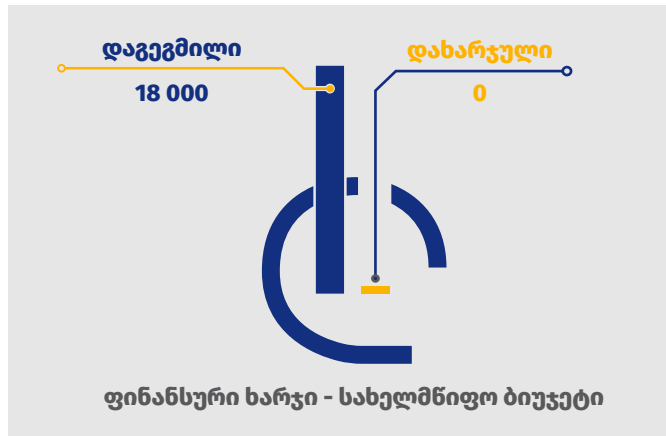 დაგეგმილი
18 000
დახარჯული
0
ფინანსური ხარჯი - სახელმწიფო ბიუჯეტი